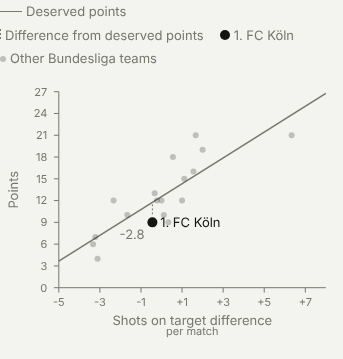 Deserved points
Difference from deserved points
1. FC Köln
Other Bundesliga teams
27
24
21
18
15
12
9
6
3
0
Points
1. FC Köln
-2.8
-5
-3
-1
+1
+3
+5
+7
Shots on target difference
per match